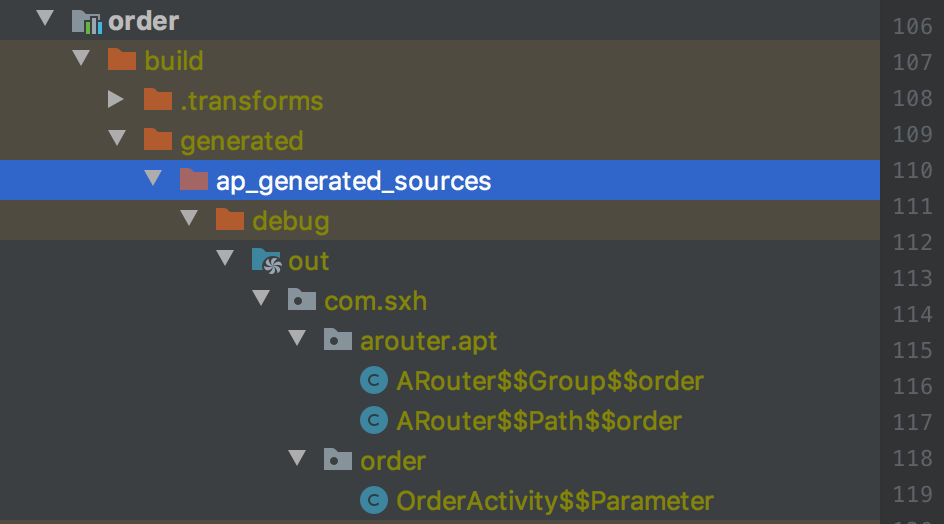 order
build
.transforms
generated
ap_generated_sources
debug
out
com.sxh
arouter.apt
C ARouter$$Group$$order
C ARouter$$Path$$order
order
C OrderActivity$$Parameter
106
107
108
109
110
111
112
113
114
115
116
117
118
119